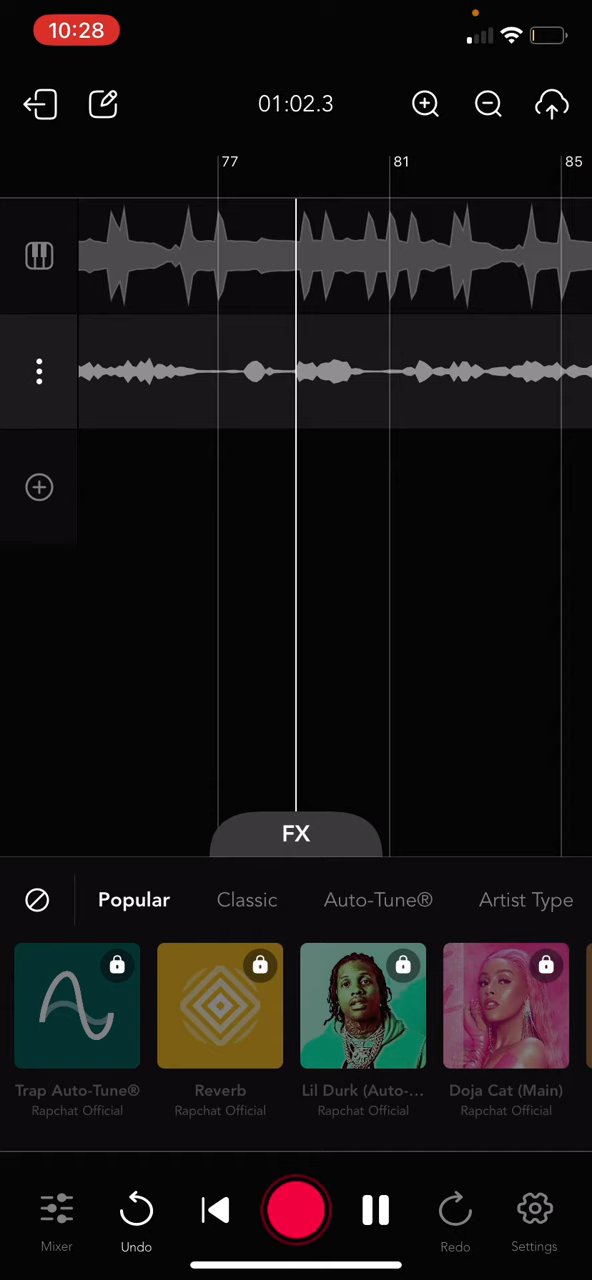 10:28
01:02.3
77 81 85
FX
Popular Classic Auto-Tune® Artist Type
Trap Auto-Tune® Reverb Lil Durk (Auto-... Doja Cat (Main)
Rapchat Official Rapchat Official Rapchat Official Rapchat Official
Mixer Undo Redo Settings